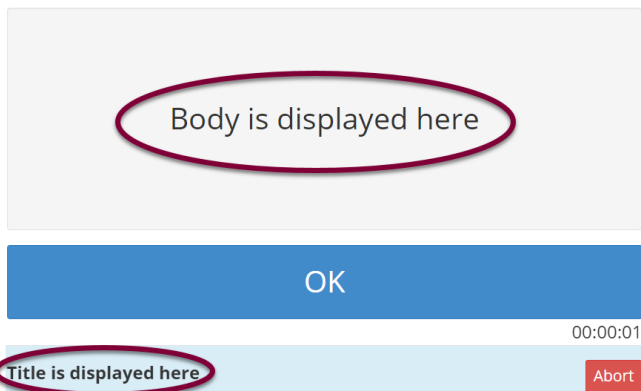 Body is displayed here
OK
00:00:01
Title is displayed here
Abort